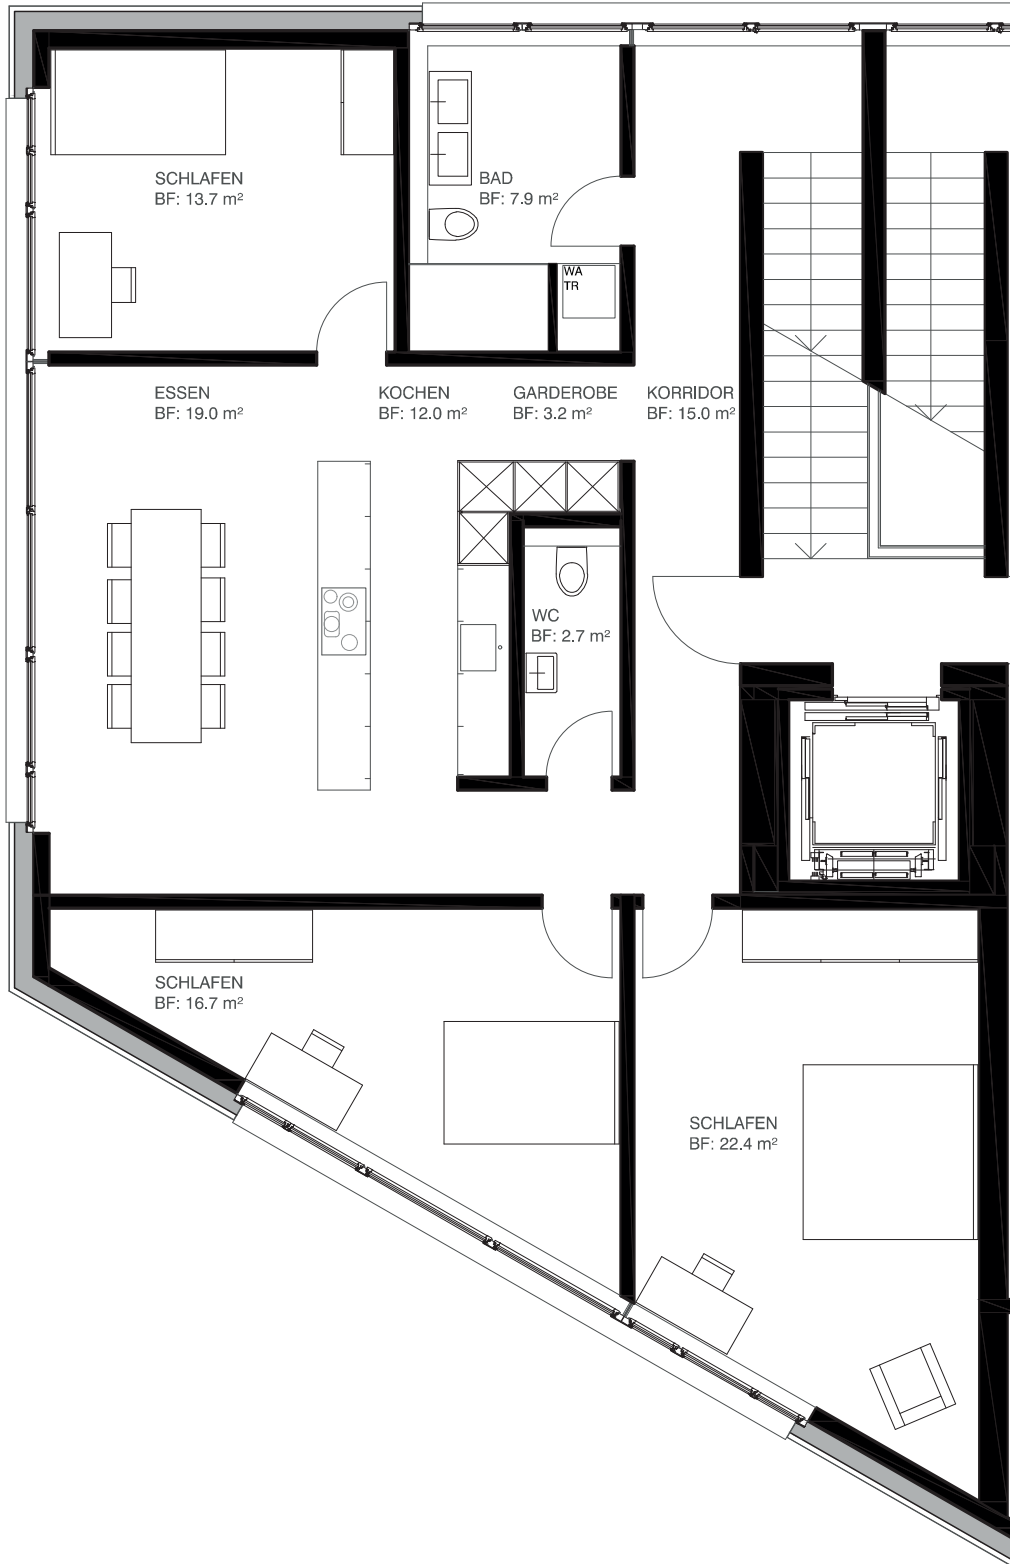 SCHLAFEN
BF: 13.7 m²
BAD
BF: 7.9 m²
WA
TR
ESSEN
BF: 19.0 m²
KOCHEN
BF: 12.0 m²
GARDEROBE
BF: 3.2 m²
KORRIDOR
BF: 15.0 m²
WC
BF: 2.7 m²
SCHLAFEN
BF: 16.7 m²
SCHLAFEN
BF: 22.4 m²